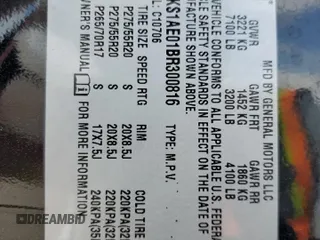 MFD BY GENERAL MOTORS LLC
GVWR GAWR FRT GAWR RR
3221 KG 1452 KG 1860 KG
7100 LB 3200 LB 4100 LB
VEHICLE CONFORMS TO ALL APPLICABLE U.S. FEDERA
LE SAFETY STANDARDS IN EFFECT ON THE DATE OF
FACTURE SHOWN ABOVE.
KS1AE01BR300816 TYPE: M.P.V.
C10706
TIRE SIZE SPEED RTG RIM COLD TIRE
P275/55R20 S 20X8.5J 220KPA(32
P275/55R20 S 20X8.5J 220KPA(32
P265/70R17 S 17X7.5J 240KPA(35
WNER'S MANUAL FOR MORE INFORMATION
DREAMBID